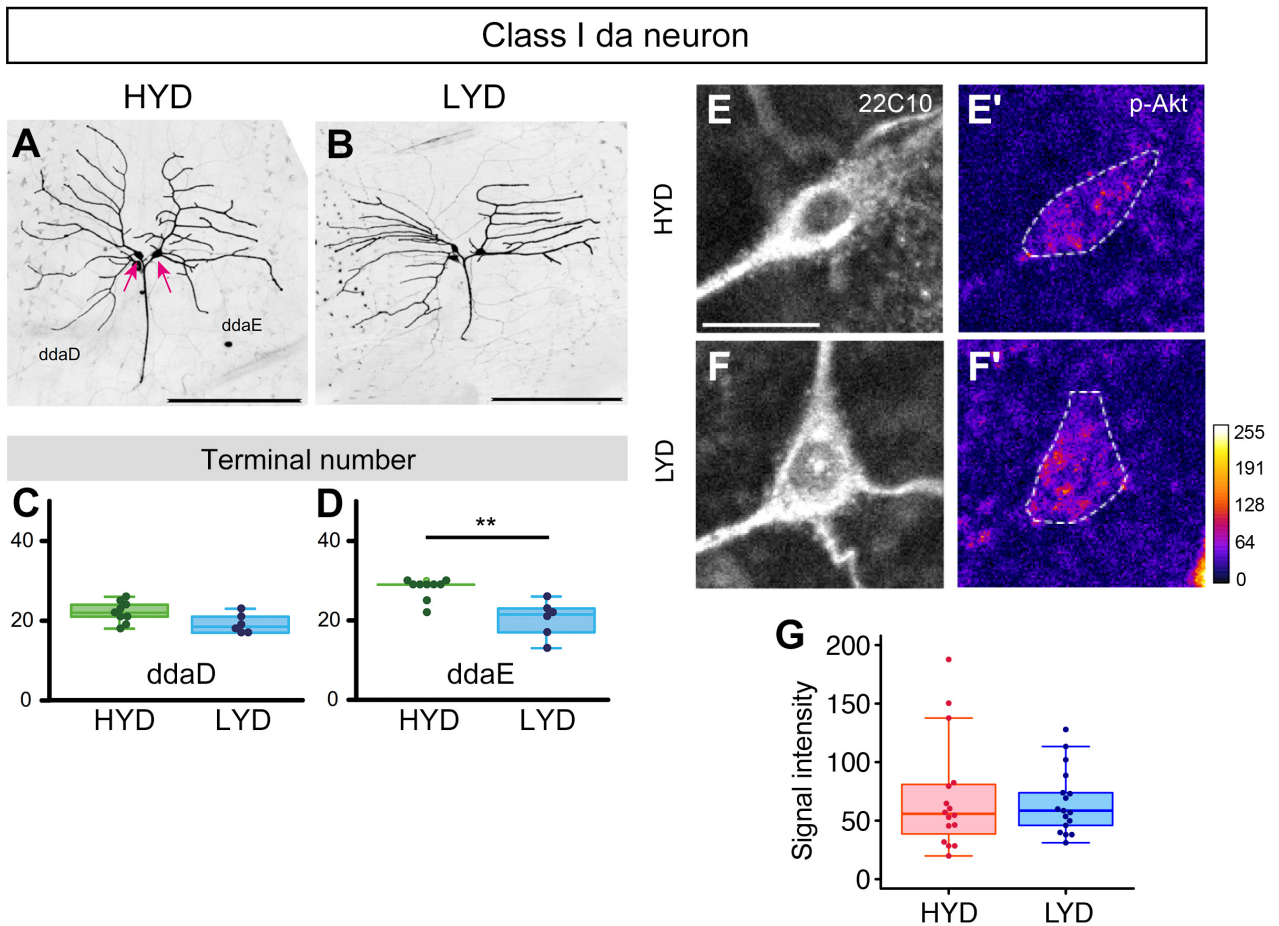 Class I da neuron
HYD
LYD
A
B
ddaD
ddaE
Terminal number
C
40
20
0
ddaD
HYD
LYD
D
**
40
20
0
ddaE
HYD
LYD
HYD
E
22C10
E'
p-Akt
LYD
F
F'
255
191
128
64
0
G
Signal intensity
200
150
100
50
0
HYD
LYD